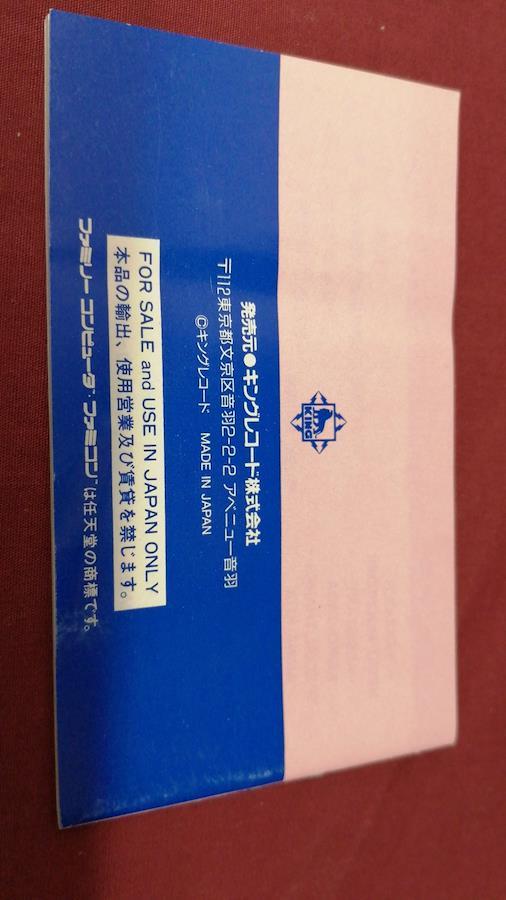 KING
発売元●キングレコード株式会社
〒112東京都文京区音羽2-2-2 アベニュー音羽
©キングレコード MADE IN JAPAN
FOR SALE and USE IN JAPAN ONLY
本品の輸出、使用営業及び賃貸を禁じます。
ファミリーコンピュータ・ファミコンは任天堂の商標です。